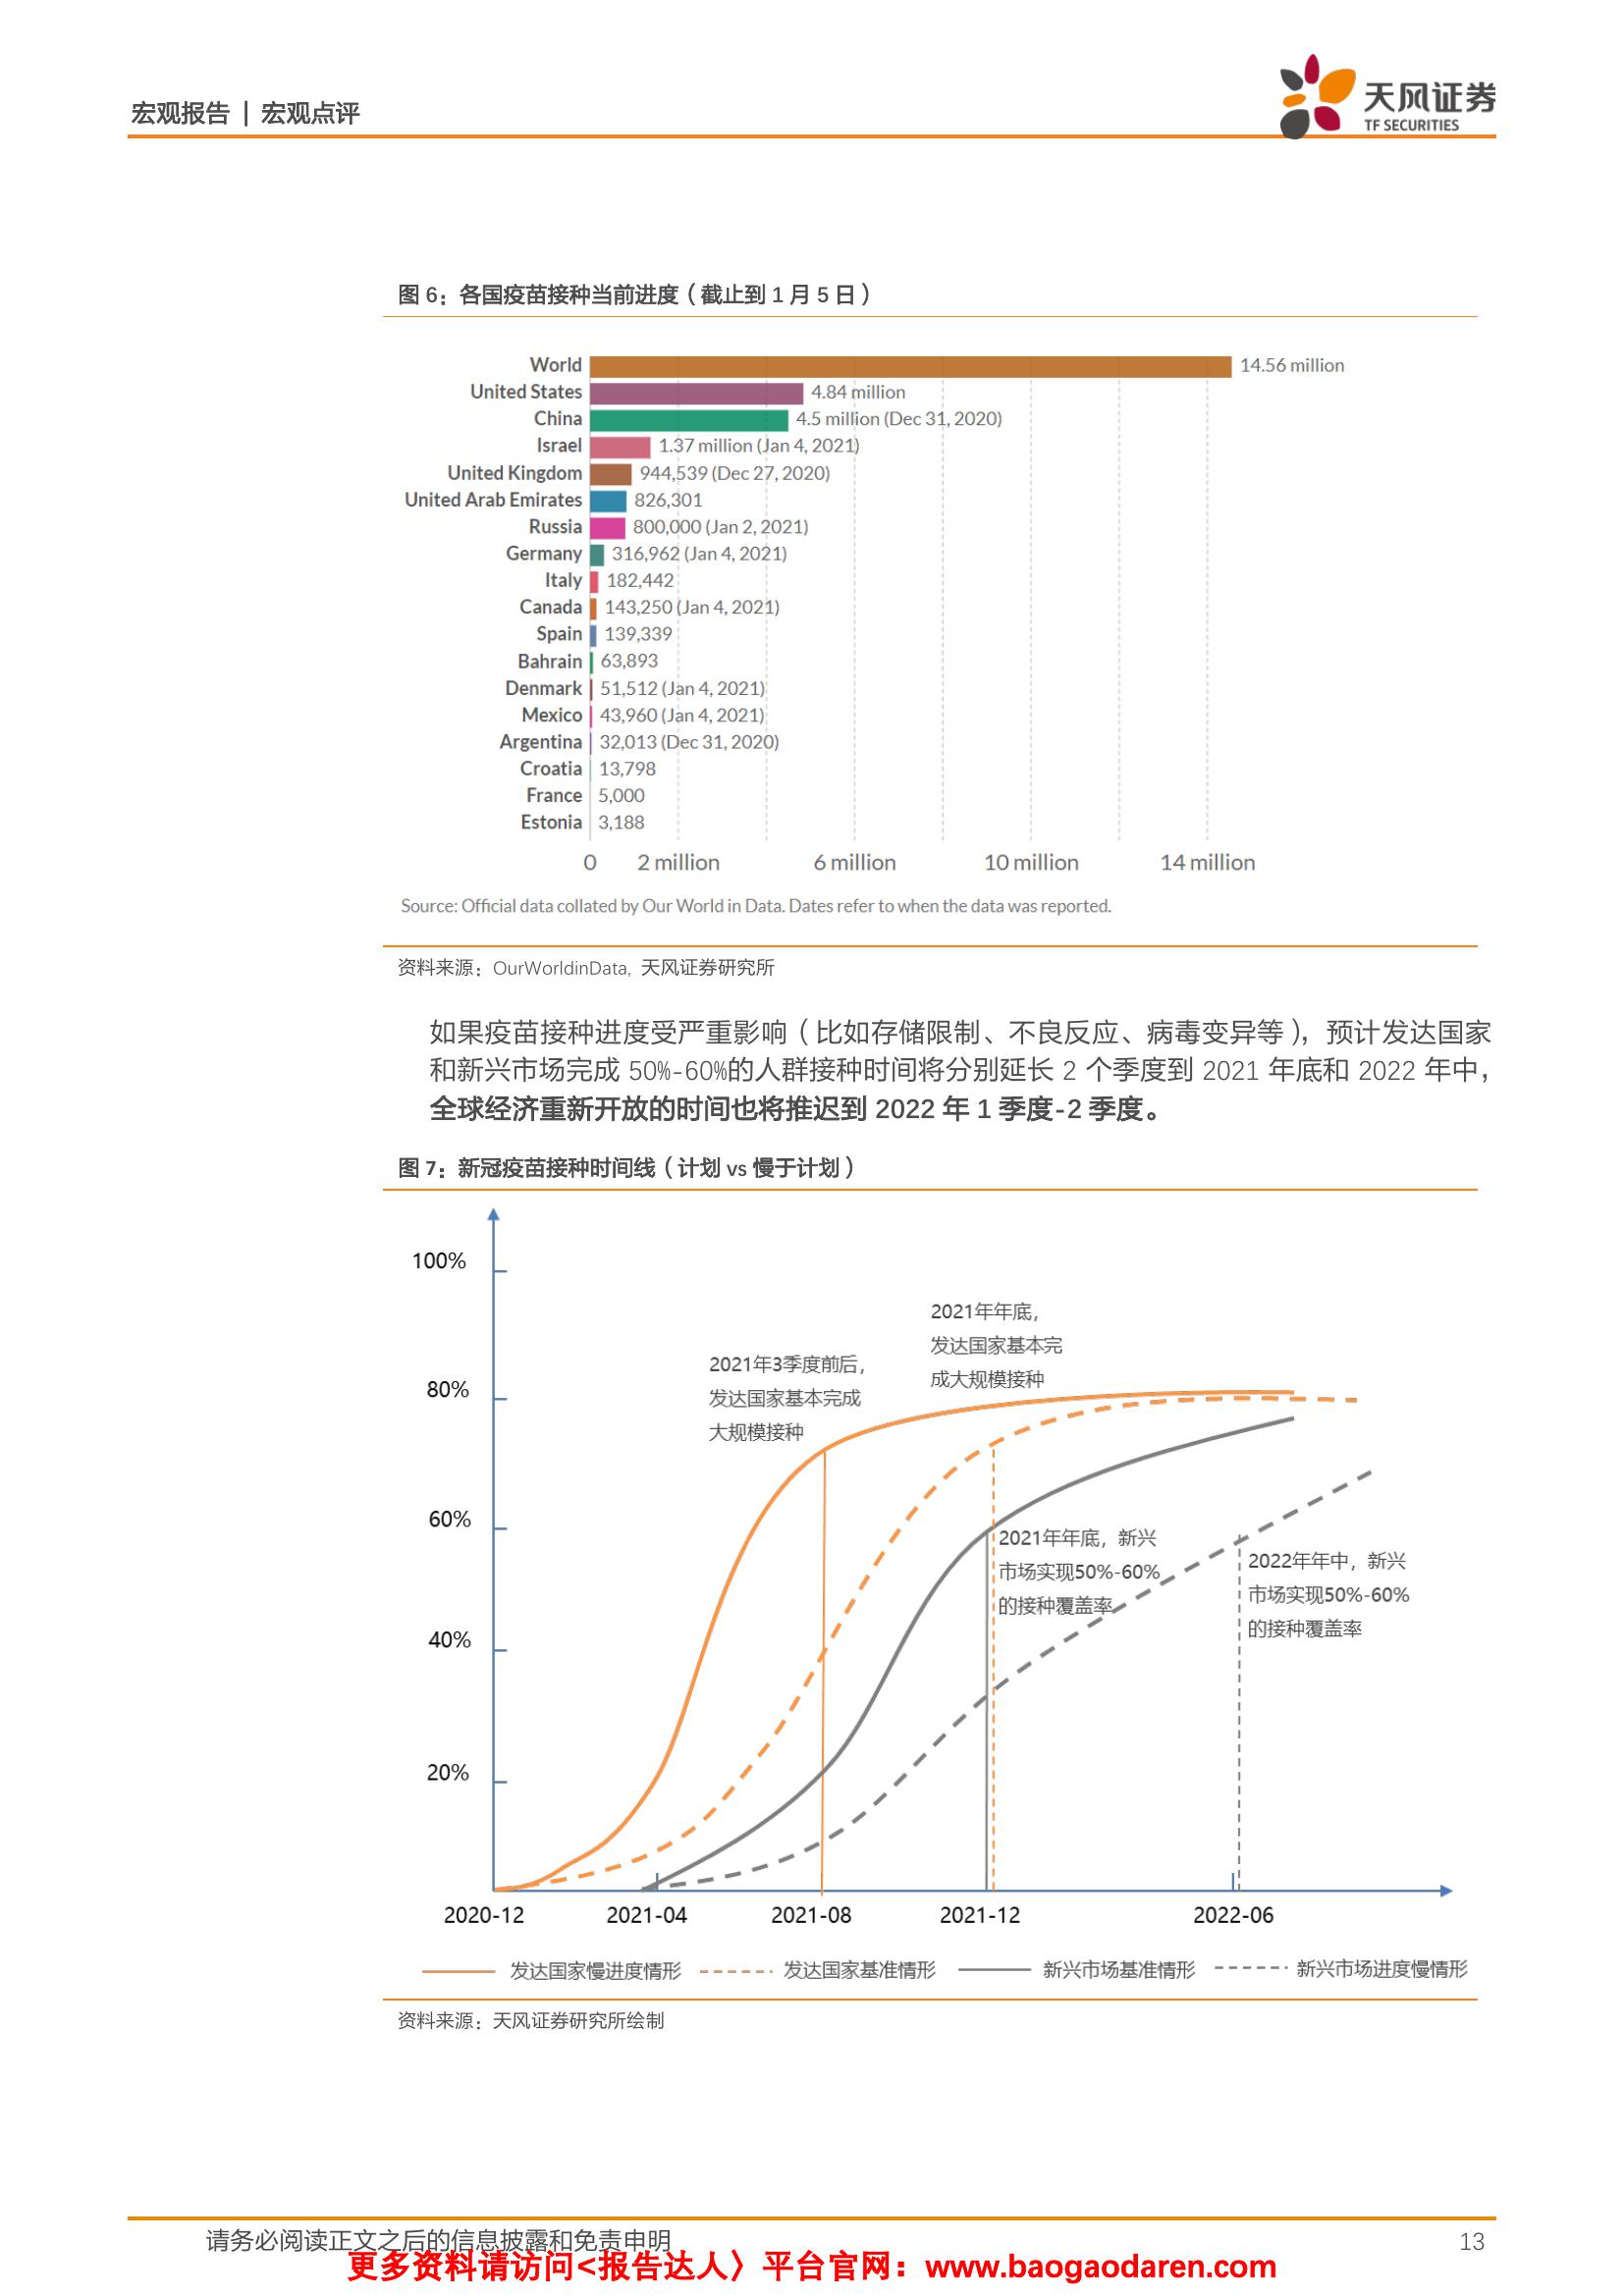 宏观报告 | 宏观点评
天风证券
TF SECURITIES
图 6：各国疫苗接种当前进度（截止到 1 月 5 日）
World 14.56 million
United States 4.84 million
China 4.5 million (Dec 31, 2020)
Israel 1.37 million (Jan 4, 2021)
United Kingdom 944,539 (Dec 27, 2020)
United Arab Emirates 826,301
Russia 800,000 (Jan 2, 2021)
Germany 316,962 (Jan 4, 2021)
Italy 182,442
Canada 143,250 (Jan 4, 2021)
Spain 139,339
Bahrain 63,893
Denmark 51,512 (Jan 4, 2021)
Mexico 43,960 (Jan 4, 2021)
Argentina 32,013 (Dec 31, 2020)
Croatia 13,798
France 5,000
Estonia 3,188
0 2 million 6 million 10 million 14 million
Source: Official data collated by Our World in Data. Dates refer to when the data was reported.
资料来源：OurWorldinData, 天风证券研究所
如果疫苗接种进度受严重影响（比如存储限制、不良反应、病毒变异等），预计发达国家
和新兴市场完成 50%-60%的人群接种时间将分别延长 2 个季度到 2021 年底和 2022 年中，
全球经济重新开放的时间也将推迟到 2022 年 1 季度-2 季度。
图 7：新冠疫苗接种时间线（计划 vs 慢于计划）
100%
80%
60%
40%
20%
2021年3季度前后，
发达国家基本完成
大规模接种
2021年年底，
发达国家基本完
成大规模接种
2021年年底，新兴
市场实现50%-60%
的接种覆盖率
2022年年中，新兴
市场实现50%-60%
的接种覆盖率
2020-12 2021-04 2021-08 2021-12 2022-06
发达国家慢进度情形 发达国家基准情形 新兴市场基准情形 新兴市场进度慢情形
资料来源：天风证券研究所绘制
请务必阅读正文之后的信息披露和免责申明 13
更多资料请访问<报告达人〉平台官网：www.baogaodaren.com